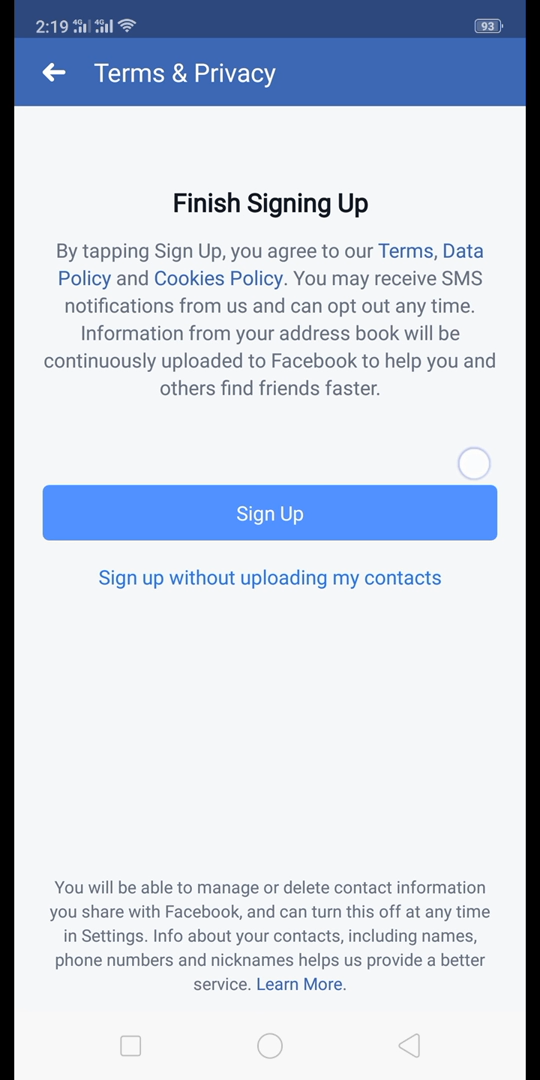 2:19 4G 4G 93
Terms & Privacy
Finish Signing Up
By tapping Sign Up, you agree to our Terms, Data
Policy and Cookies Policy. You may receive SMS
notifications from us and can opt out any time.
Information from your address book will be
continuously uploaded to Facebook to help you and
others find friends faster.
Sign Up
Sign up without uploading my contacts
You will be able to manage or delete contact information
you share with Facebook, and can turn this off at any time
in Settings. Info about your contacts, including names,
phone numbers and nicknames helps us provide a better
service. Learn More.